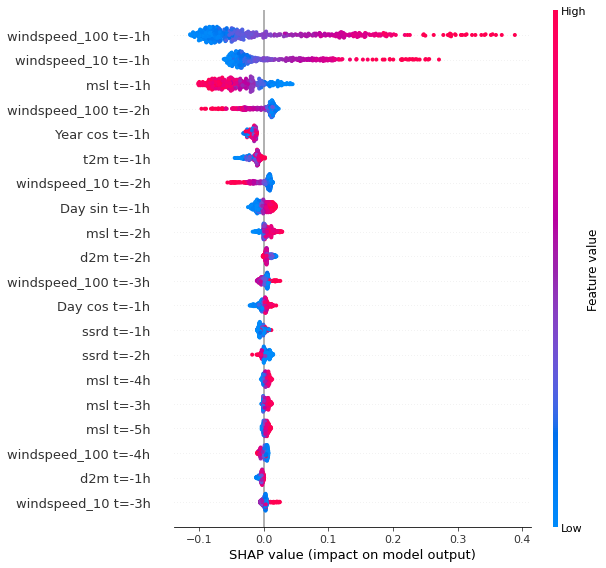 High
windspeed_100 t=-1h
windspeed_10 t=-1h
msl t=-1h
windspeed_100 t=-2h
Year cos t=-1h
t2m t=-1h
windspeed_10 t=-2h
Day sin t=-1h
msl t=-2h
d2m t=-2h
windspeed_100 t=-3h
Day cos t=-1h
ssrd t=-1h
ssrd t=-2h
msl t=-4h
msl t=-3h
msl t=-5h
windspeed_100 t=-4h
d2m t=-1h
windspeed_10 t=-3h
Feature value
Low
−0.1 0.0 0.1 0.2 0.3 0.4
SHAP value (impact on model output)